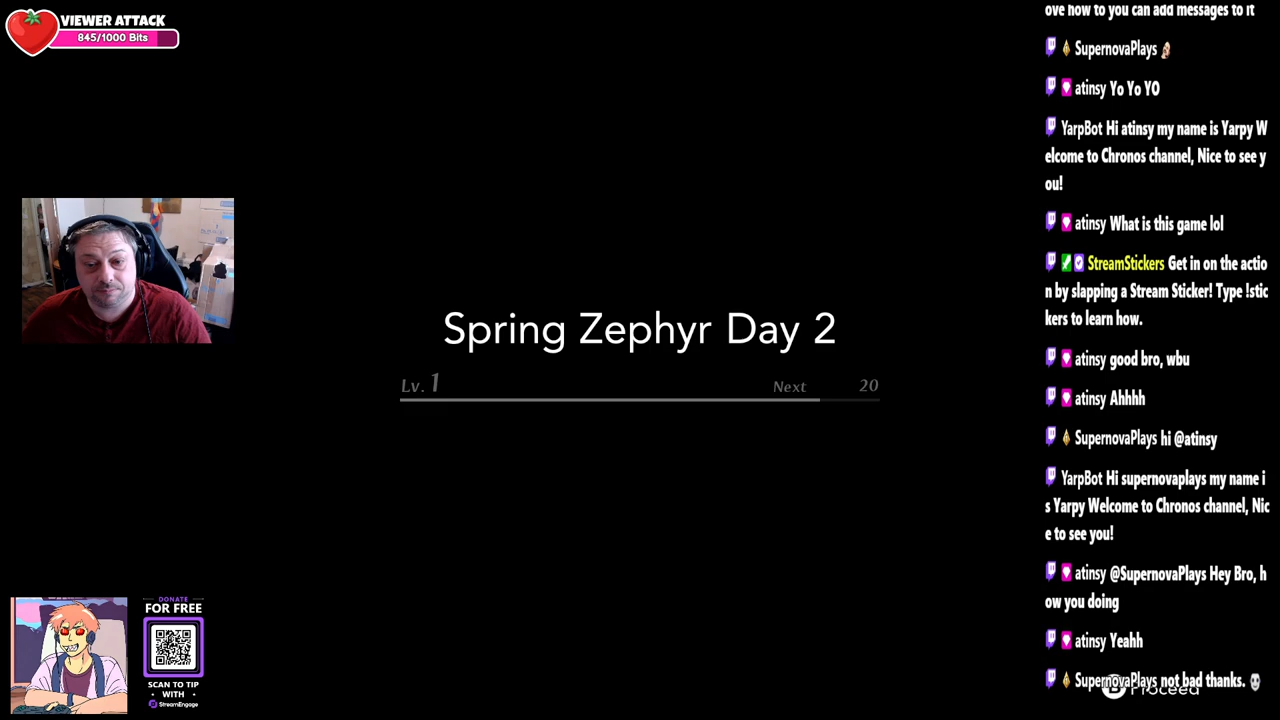 VIEWER ATTACK
845/1000 Bits
Spring Zephyr Day 2
Lv. 1
Next 20
DONATE
FOR FREE
SCAN TO TIP
• WITH •
StreamEngage
ove how to you can add messages to it
SupernovaPlays
atinsy Yo Yo YO
YarpBot Hi atinsy my name is Yarpy W
elcome to Chronos channel, Nice to see y
ou!
atinsy What is this game lol
StreamStickers Get in on the actio
n by slapping a Stream Sticker! Type !stic
kers to learn how.
atinsy good bro, wbu
atinsy Ahhhh
SupernovaPlays hi @atinsy
YarpBot Hi supernovaplays my name i
s Yarpy Welcome to Chronos channel, Nic
e to see you!
atinsy @SupernovaPlays Hey Bro, h
ow you doing
atinsy Yeahh
SupernovaPlays not bad thanks.
B Proceed